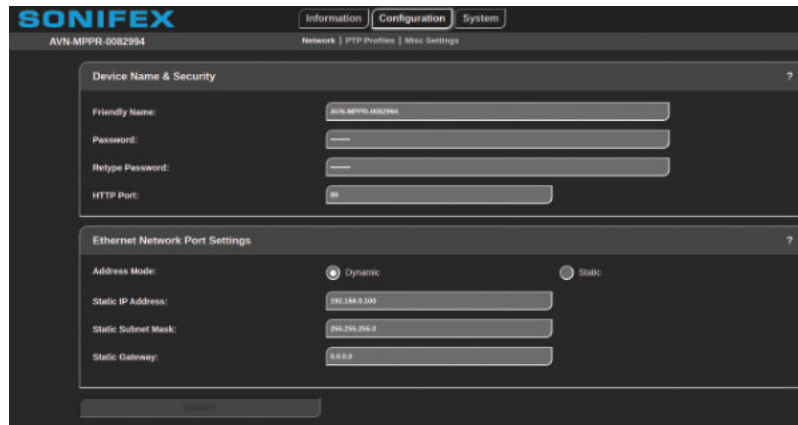 SONIFEX
Information Configuration System
AVN-MPPR-0082994
Network | PTP Profiles | Misc Settings
Device Name & Security ?
Friendly Name: AVN-MPPR-0082994
Password:
Retype Password:
HTTP Port: 80
Ethernet Network Port Settings ?
Address Mode: Dynamic Static
Static IP Address: 192.168.0.100
Static Subnet Mask: 255.255.255.0
Static Gateway: 0.0.0.0
SUBMIT